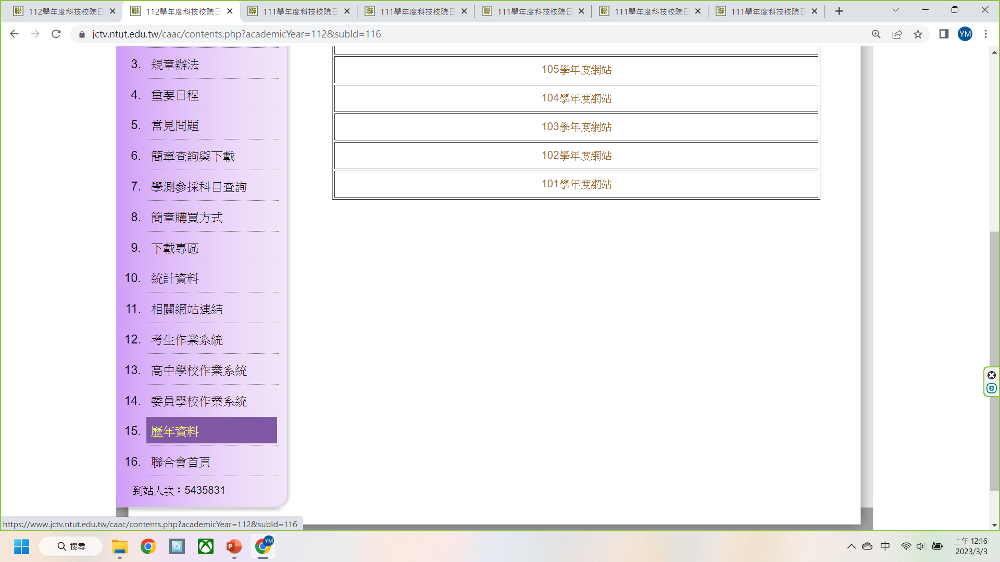 112學年度科技校院日
112學年度科技校院日
111學年度科技校院日
111學年度科技校院日
111學年度科技校院日
111學年度科技校院日
111學年度科技校院日
jctv.ntut.edu.tw/caac/contents.php?academicYear=112&subId=116
YM
3. 規章辦法
4. 重要日程
5. 常見問題
6. 簡章查詢與下載
7. 學測參採科目查詢
8. 簡章購買方式
9. 下載專區
10. 統計資料
11. 相關網站連結
12. 考生作業系統
13. 高中學校作業系統
14. 委員學校作業系統
15. 歷年資料
16. 聯合會首頁
到站人次：5435831
105學年度網站
104學年度網站
103學年度網站
102學年度網站
101學年度網站
https://www.jctv.ntut.edu.tw/caac/contents.php?academicYear=112&subId=116
搜尋
YM
中
上午 12:16
2023/3/3